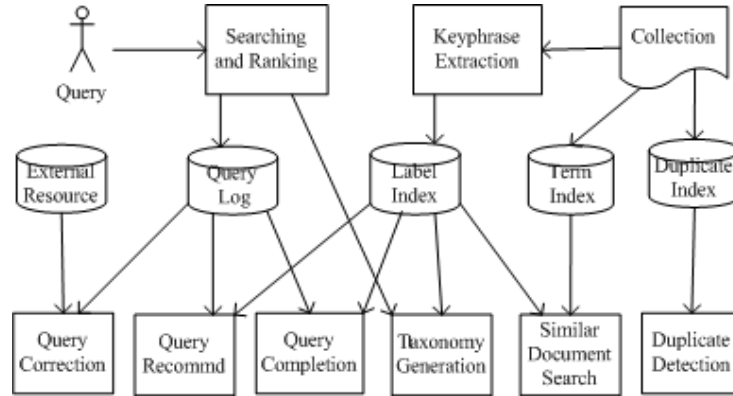 Searching
and Ranking
Keyphrase
Extraction
Collection
Query
External
Resource
Query
Log
Label
Index
Term
Index
Duplicate
Index
Query
Correction
Query
Recommd
Query
Completion
Taxonomy
Generation
Similar
Document
Search
Duplicate
Detection